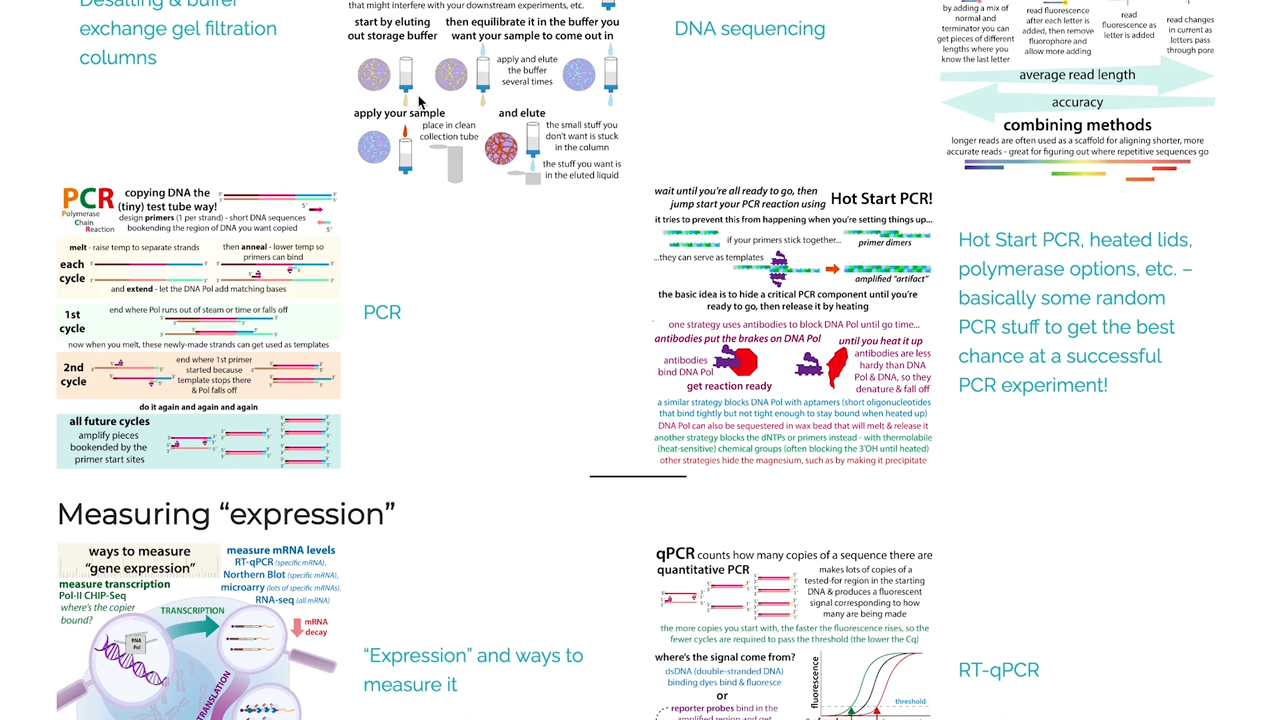 Desalting & buffer
exchange gel filtration
columns
that might interfere with your downstream experiments, etc.
start by eluting
out storage buffer
then equilibrate it in the buffer you
want your sample to come out in
apply and elute
the buffer
several times
apply your sample
place in clean
collection tube
and elute
the small stuff you
don't want is stuck
in the column
the stuff you want is
in the eluted liquid
DNA sequencing
by adding a mix of
normal and
terminator you can
get pieces of different
lengths where you
know the last letter
read fluorescence
after each letter is
added, then remove
fluorophore and
allow more adding
read
fluorescence as
letter is added
read changes
in current as
letters pass
through pore
average read length
accuracy
combining methods
longer reads are often used as a scaffold for aligning shorter, more
accurate reads - great for figuring out where repetitive sequences go
PCR
Polymerase
Chain
Reaction
copying DNA the
(tiny) test tube way!
design primers (1 per strand) - short DNA sequences
bookending the region of DNA you want copied
melt - raise temp to separate strands
then anneal - lower temp so
primers can bind
each
cycle
and extend - let the DNA Pol add matching bases
1st
cycle
end where Pol runs out of steam or time or falls off
now when you melt, these newly-made strands can get used as templates
2nd
cycle
end where 1st primer
started because
template stops there
& Pol falls off
do it again and again and again
all future cycles
amplify pieces
bookended by the
primer start sites
PCR
wait until you're all ready to go, then
jump start your PCR reaction using
Hot Start PCR!
it tries to prevent this from happening when you're setting things up...
if your primers stick together...
primer dimers
...they can serve as templates
amplified "artifact"
the basic idea is to hide a critical PCR component until you're
ready to go, then release it by heating
one strategy uses antibodies to block DNA Pol until go time...
antibodies put the brakes on DNA Pol
until you heat it up
antibodies
bind DNA Pol
antibodies are less
hardy than DNA
Pol & DNA, so they
denature & fall off
get reaction ready
a similar strategy blocks DNA Pol with aptamers (short oligonucleotides
that bind tightly but not tight enough to stay bound when heated up)
DNA Pol can also be sequestered in wax bead that will melt & release it
another strategy blocks the dNTPs or primers instead - with thermolabile
(heat-sensitive) chemical groups (often blocking the 3'OH until heated)
other strategies hide the magnesium, such as by making it precipitate
Hot Start PCR, heated lids,
polymerase options, etc. –
basically some random
PCR stuff to get the best
chance at a successful
PCR experiment!
Measuring “expression”
ways to measure
“gene expression”
measure transcription
Pol-II CHIP-Seq
where's the copier
bound?
measure mRNA levels
RT-qPCR (specific mRNA),
Northern Blot (specific mRNA),
microarry (lots of specific mRNAs),
RNA-seq (all mRNA)
TRANSCRIPTION
RNA
Pol
mRNA
decay
TRANSLATION
“Expression” and ways to
measure it
qPCR counts how many copies of a sequence there are
quantitative PCR
makes lots of copies of a
tested-for region in the starting
DNA & produces a fluorescent
signal corresponding to how
many are being made
the more copies you start with, the faster the fluorescence rises, so the
fewer cycles are required to pass the threshold (the lower the Cq)
where's the signal come from?
dsDNA (double-stranded DNA)
binding dyes bind & fluoresce
or
reporter probes bind in the
amplified region and get
fluorescence
threshold
RT-qPCR